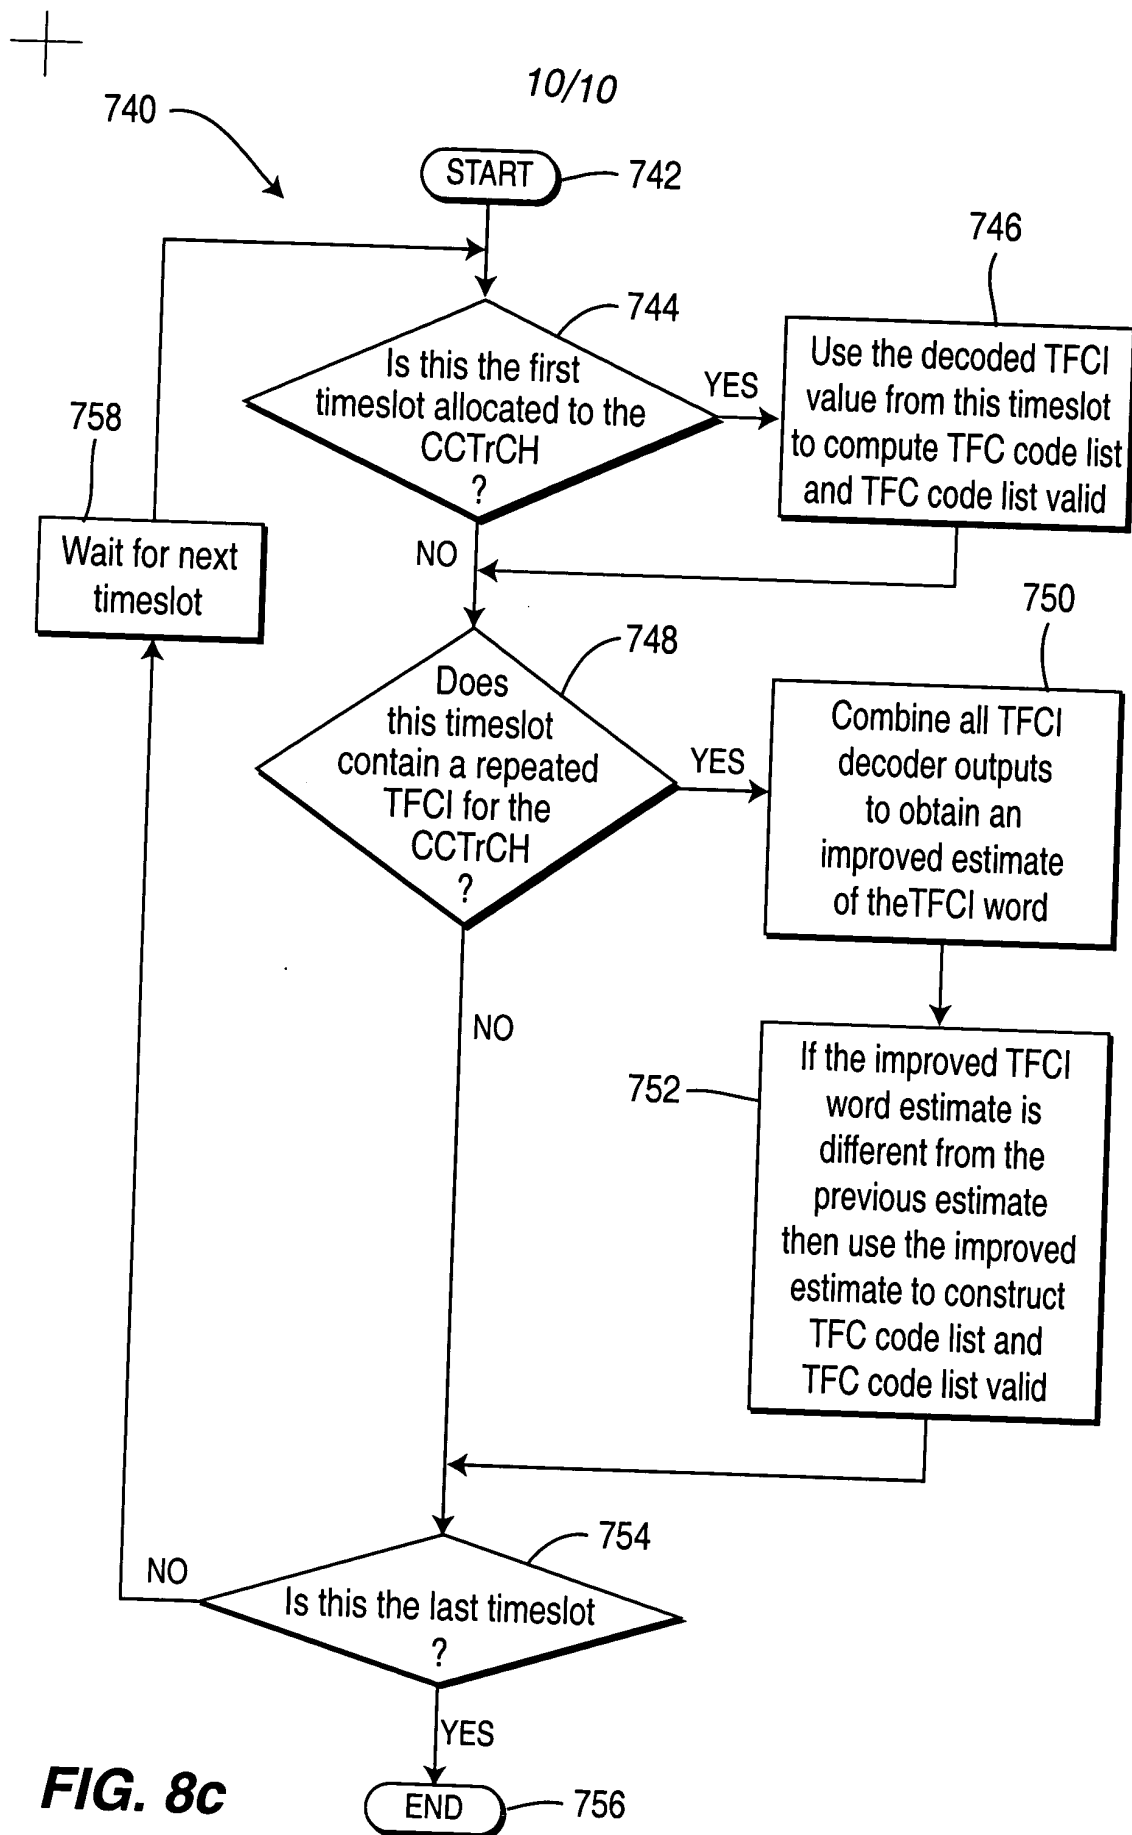 10/10
740
START
742
746
744
Is this the first
timeslot allocated to the
CCTrCH
?
YES
Use the decoded TFCI
value from this timeslot
to compute TFC code list
and TFC code list valid
758
Wait for next
timeslot
NO
750
748
Does
this timeslot
contain a repeated
TFCI for the
CCTrCH
?
YES
Combine all TFCI
decoder outputs
to obtain an
improved estimate
of theTFCI word
NO
752
If the improved TFCI
word estimate is
different from the
previous estimate
then use the improved
estimate to construct
TFC code list and
TFC code list valid
754
NO
Is this the last timeslot
?
YES
FIG. 8c
END
756